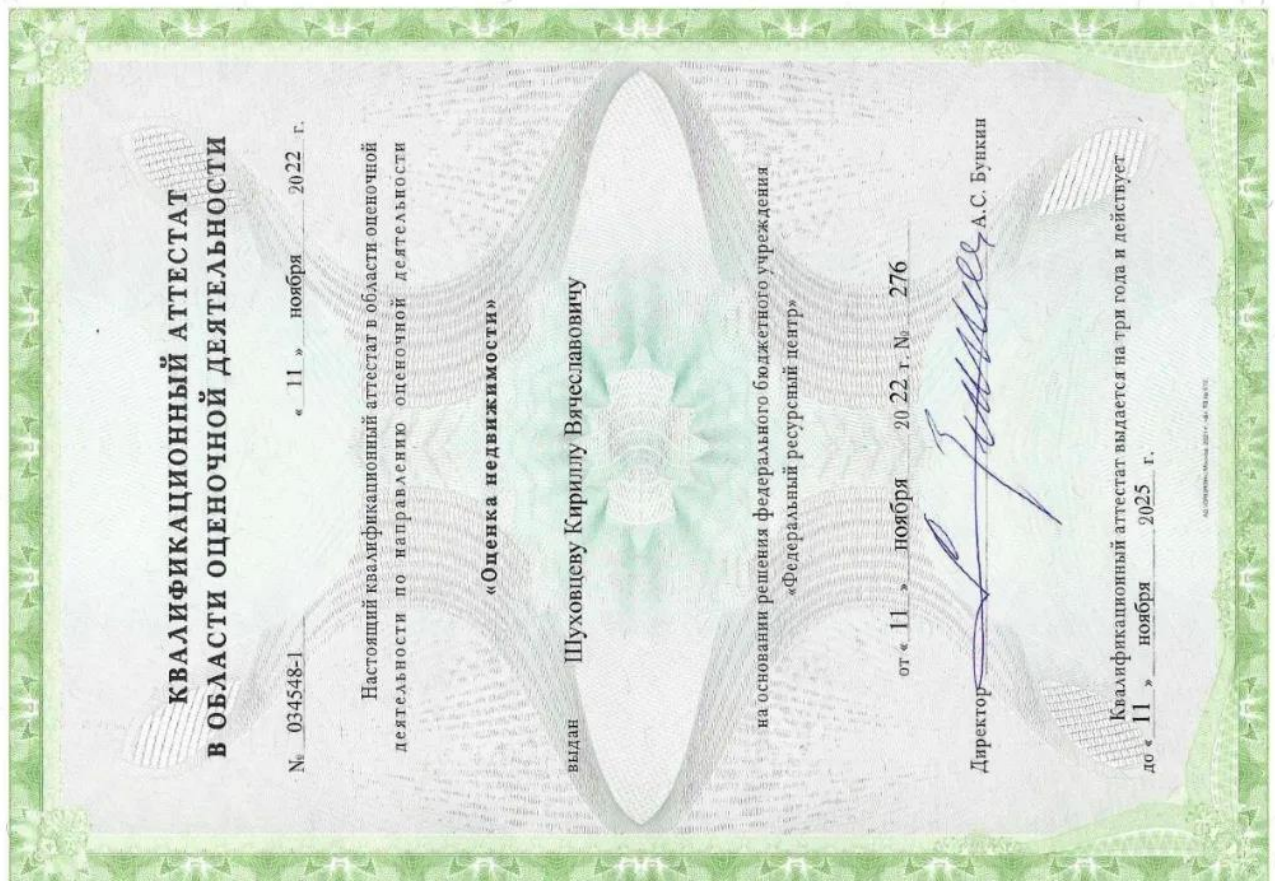 КВАЛИФИКАЦИОННЫЙ АТТЕСТАТ
В ОБЛАСТИ ОЦЕНОЧНОЙ ДЕЯТЕЛЬНОСТИ
№ 034548-1 « 11 » ноября 2022 г.
Настоящий квалификационный аттестат в области оценочной
деятельности по направлению оценочной деятельности
«Оценка недвижимости»
выдан Шуховцеву Кириллу Вячеславовичу
на основании решения федерального бюджетного учреждения
«Федеральный ресурсный центр»
от « 11 » ноября 20 22 г. № 276
Директор А.С. Бункин
Квалификационный аттестат выдается на три года и действует
до « 11 » ноября 2025 г.